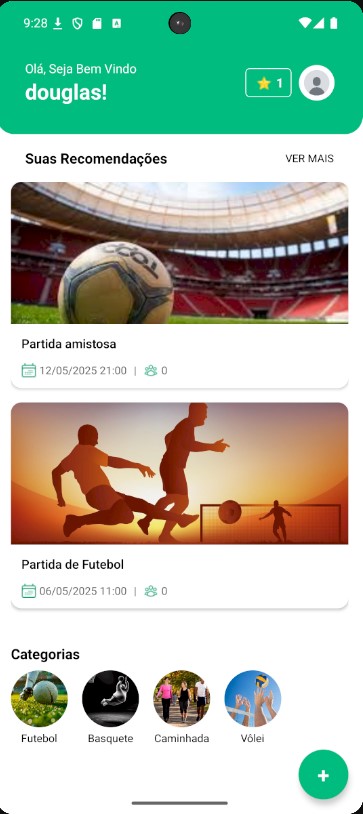 9:28
Olá, Seja Bem Vindo
douglas!
1
Suas Recomendações
VER MAIS
Partida amistosa
12/05/2025 21:00 | 0
Partida de Futebol
06/05/2025 11:00 | 0
Categorias
Futebol
Basquete
Caminhada
Vôlei
+